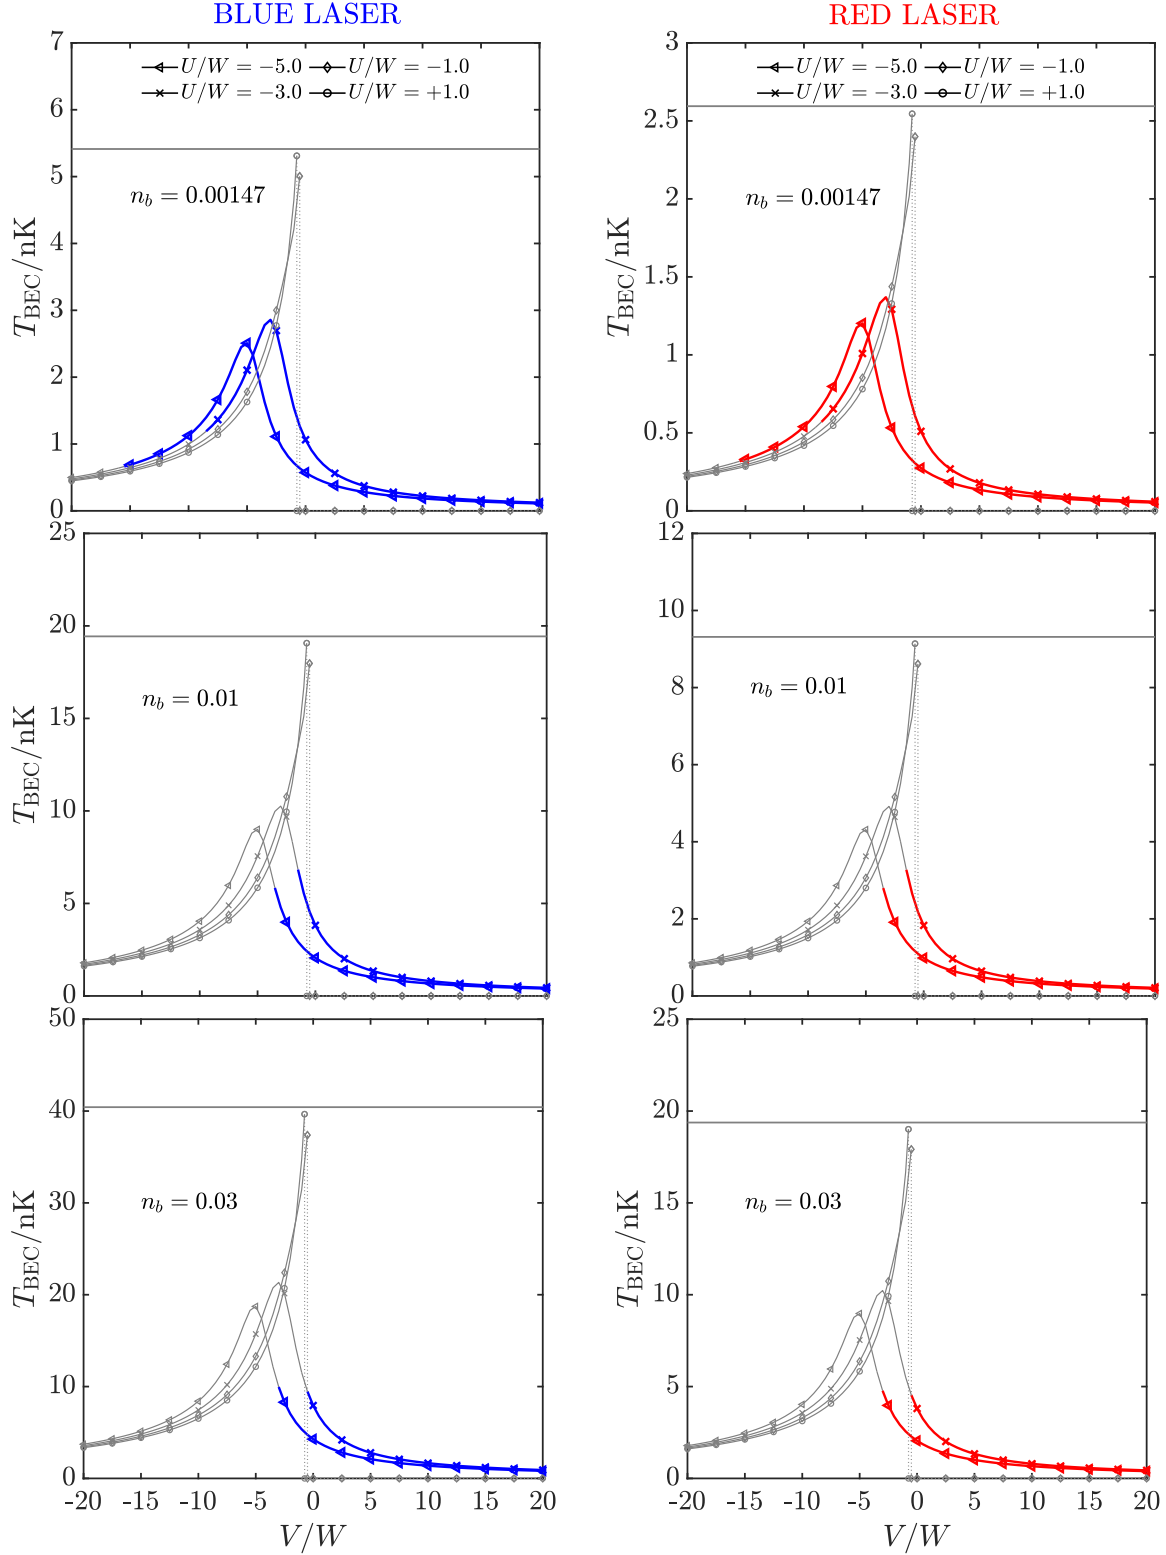 BLUE LASER
RED LASER
7
6
5
4
3
2
1
0
T_BEC/nK
U/W = −5.0
U/W = −1.0
U/W = −3.0
U/W = +1.0
n_b = 0.00147
3
2.5
2
1.5
1
0.5
0
T_BEC/nK
U/W = −5.0
U/W = −1.0
U/W = −3.0
U/W = +1.0
n_b = 0.00147
25
20
15
10
5
0
T_BEC/nK
n_b = 0.01
12
10
8
6
4
2
0
T_BEC/nK
n_b = 0.01
50
40
30
20
10
0
T_BEC/nK
n_b = 0.03
-20 -15 -10 -5 0 5 10 15 20
V/W
25
20
15
10
5
0
T_BEC/nK
n_b = 0.03
-20 -15 -10 -5 0 5 10 15 20
V/W